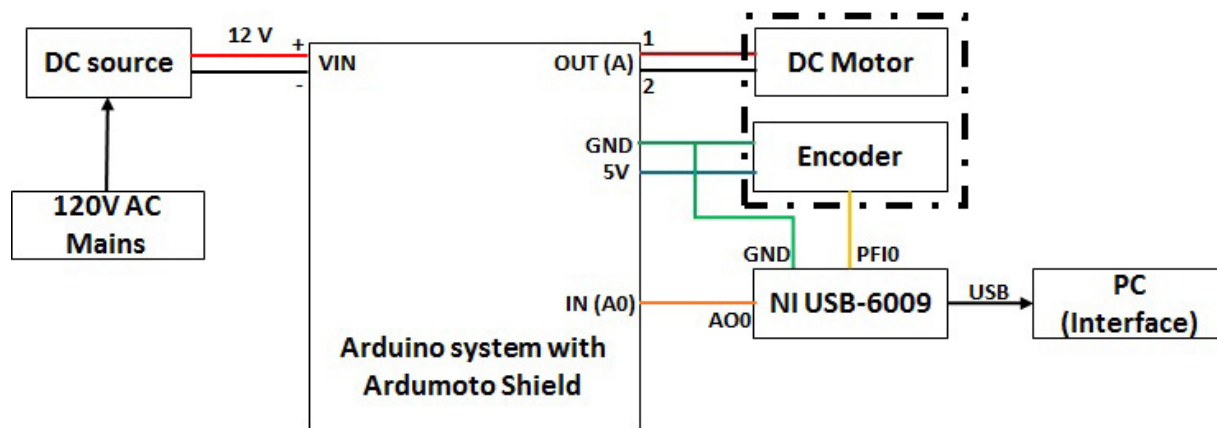 12 V
+
-
DC source
VIN
120V AC
Mains
OUT (A)
1
2
DC Motor
GND
5V
Encoder
GND
PFI0
IN (A0)
AO0
NI USB-6009
USB
PC
(Interface)
Arduino system with
Ardumoto Shield